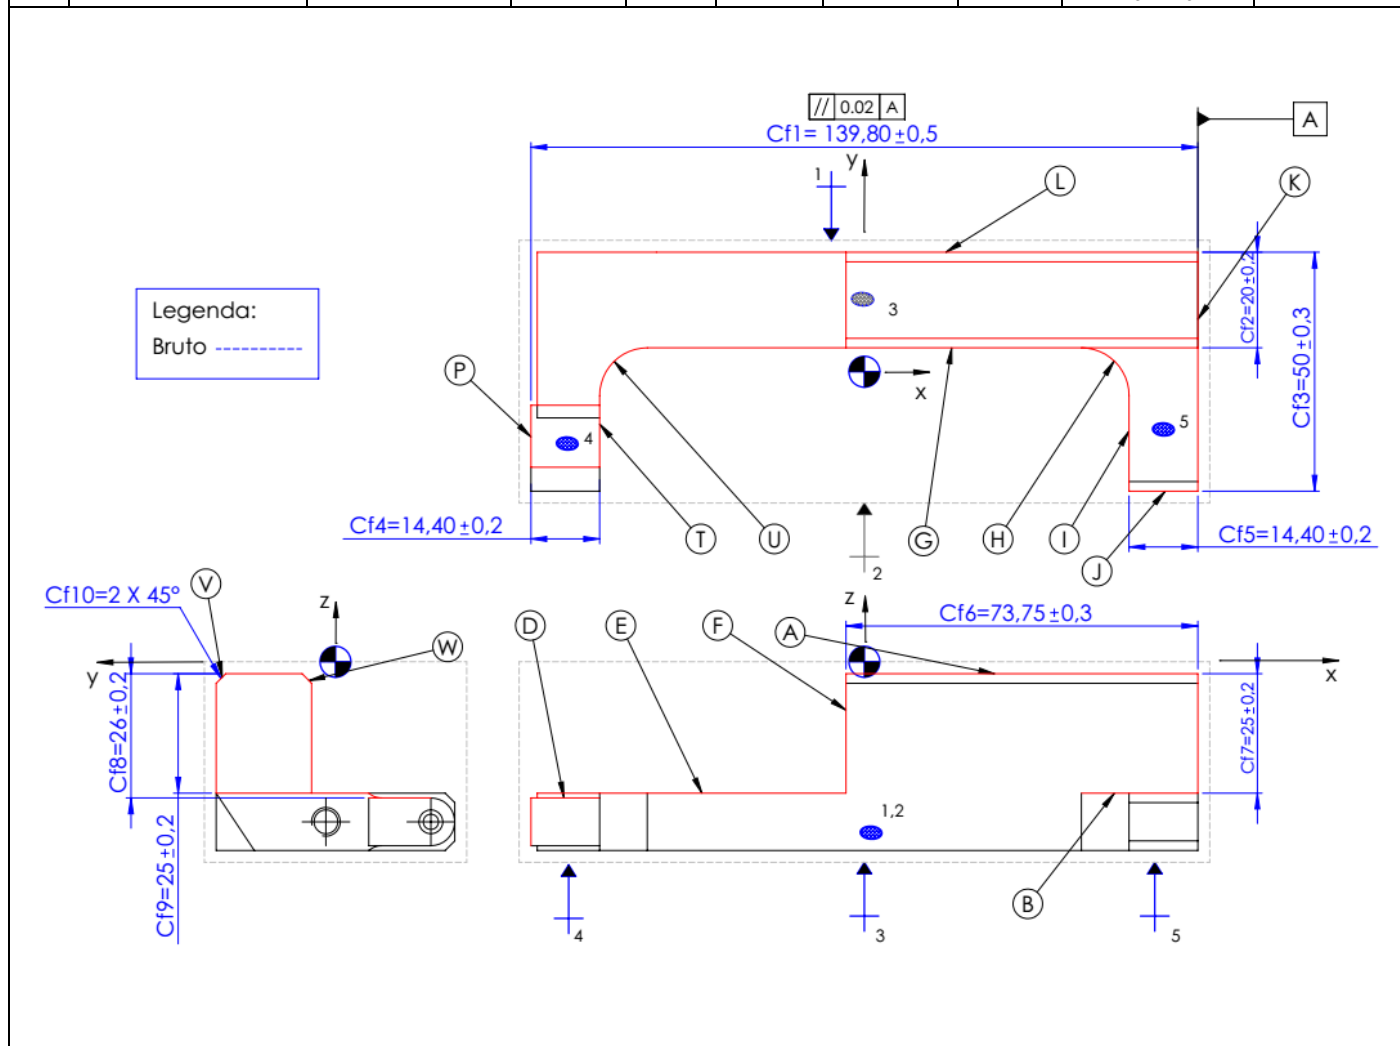 // 0.02 A
Cf1= 139,80±0,5
A
1
y
L
K
Cf2=20±0,2
Legenda:
Bruto
3
Cf3=50±0,3
P
x
4
5
Cf4=14,40±0,2
T
U
G
H
I
J
Cf5=14,40±0,2
2
Cf10=2 X 45°
V
z
W
D
E
F
A
z
Cf6=73,75±0,3
y
x
Cf8=26±0,2
Cf7=25±0,2
1,2
Cf9=25±0,2
B
4
3
5